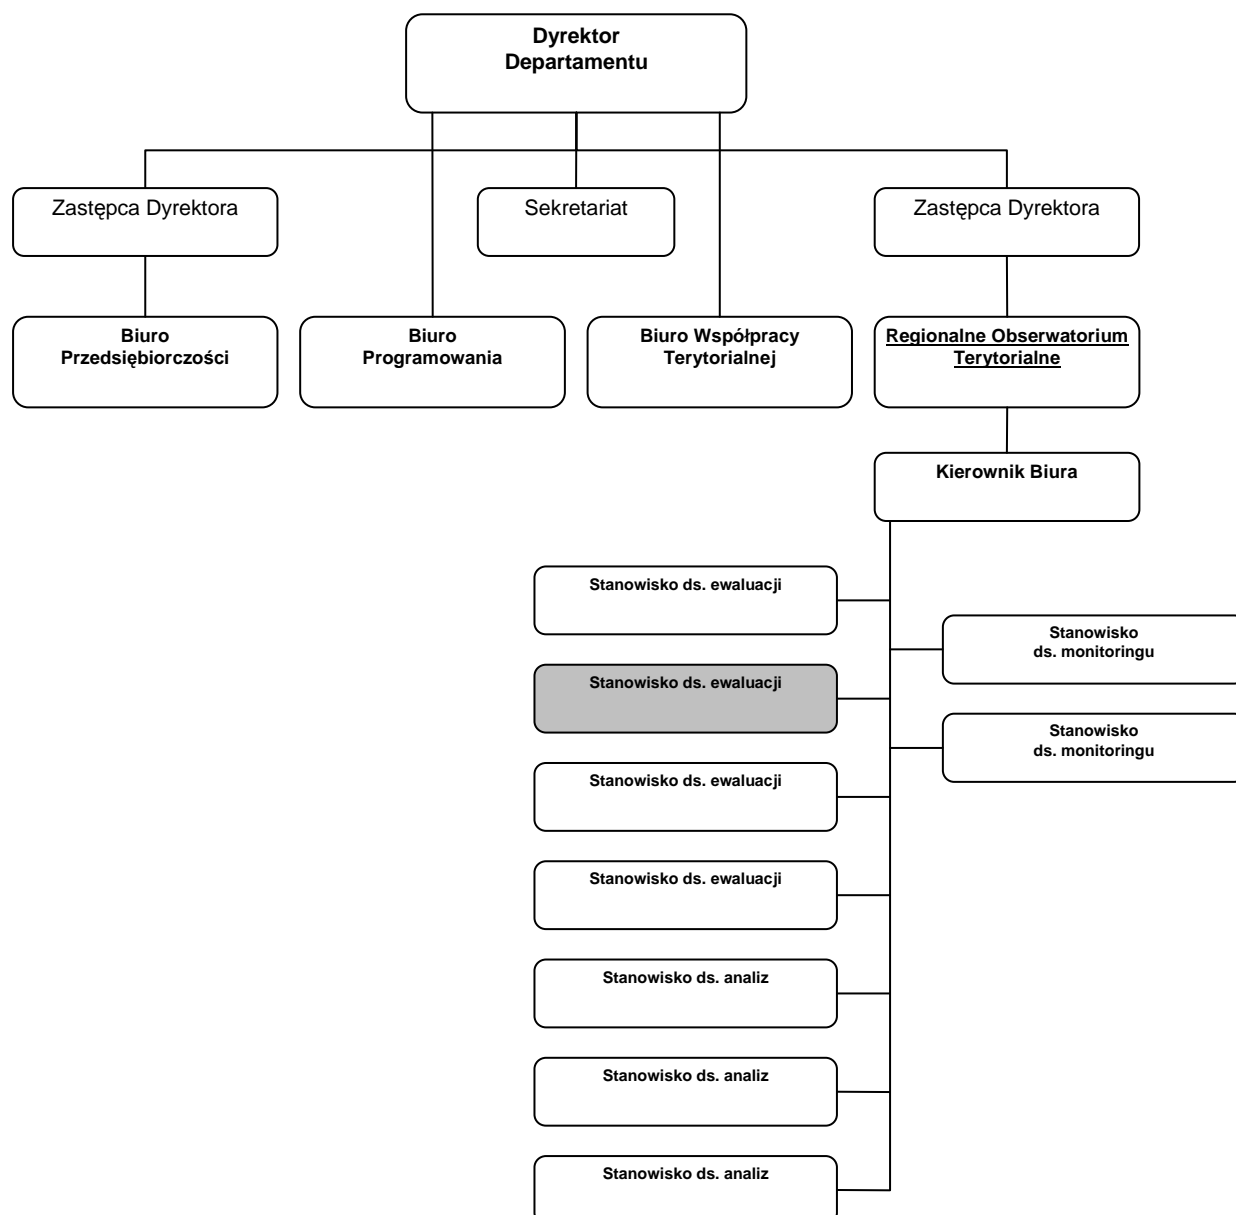 Dyrektor
Departamentu
Zastępca Dyrektora
Sekretariat
Zastępca Dyrektora
Biuro
Przedsiębiorczości
Biuro
Programowania
Biuro Współpracy
Terytorialnej
Regionalne Obserwatorium
Terytorialne
Kierownik Biura
Stanowisko ds. ewaluacji
Stanowisko
ds. monitoringu
Stanowisko ds. ewaluacji
Stanowisko
ds. monitoringu
Stanowisko ds. ewaluacji
Stanowisko ds. ewaluacji
Stanowisko ds. analiz
Stanowisko ds. analiz
Stanowisko ds. analiz